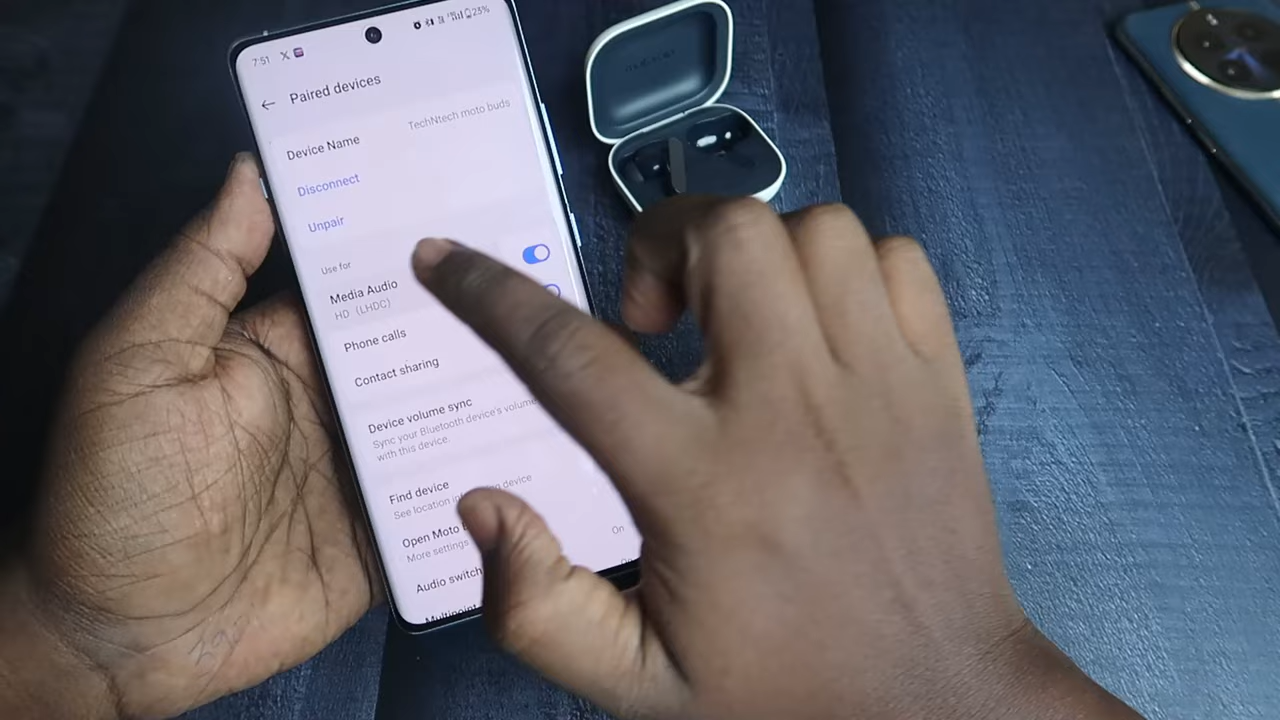 7:51 X 23%
Paired devices
Device Name TechNtech moto buds
Disconnect
Unpair
Use for
Media Audio
HD (LHDC)
Phone calls
Contact sharing
Device volume sync
Sync your Bluetooth device's volume
with this device.
Find device
See location device
Open Moto
More settings On
Audio switch
Multipoint